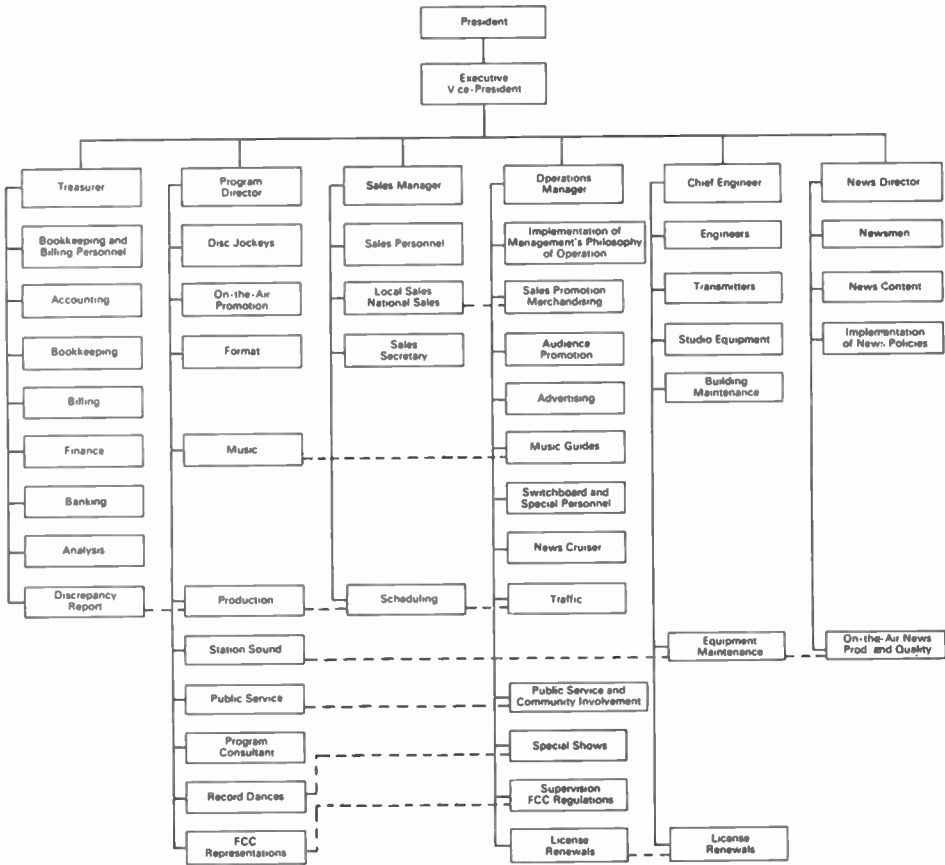 President
Executive
Vice-President
Treasurer
Bookkeeping and
Billing Personnel
Accounting
Bookkeeping
Billing
Finance
Banking
Analysis
Discrepancy
Report
Program
Director
Disc Jockeys
On-the-Air
Promotion
Format
Music
Production
Station Sound
Public Service
Program
Consultant
Record Dances
FCC
Representations
Sales Manager
Sales Personnel
Local Sales
National Sales
Sales
Secretary
Scheduling
Operations
Manager
Implementation of
Management's Philosophy
of Operation
Sales Promotion
Merchandising
Audience
Promotion
Advertising
Music Guides
Switchboard and
Special Personnel
News Cruiser
Traffic
Public Service and
Community Involvement
Special Shows
Supervision
FCC Regulations
License
Renewals
Chief Engineer
Engineers
Transmitters
Studio Equipment
Building
Maintenance
Equipment
Maintenance
License
Renewals
News Director
Newsmen
News Content
Implementation
of News Policies
On-the-Air News
Prod and Quality